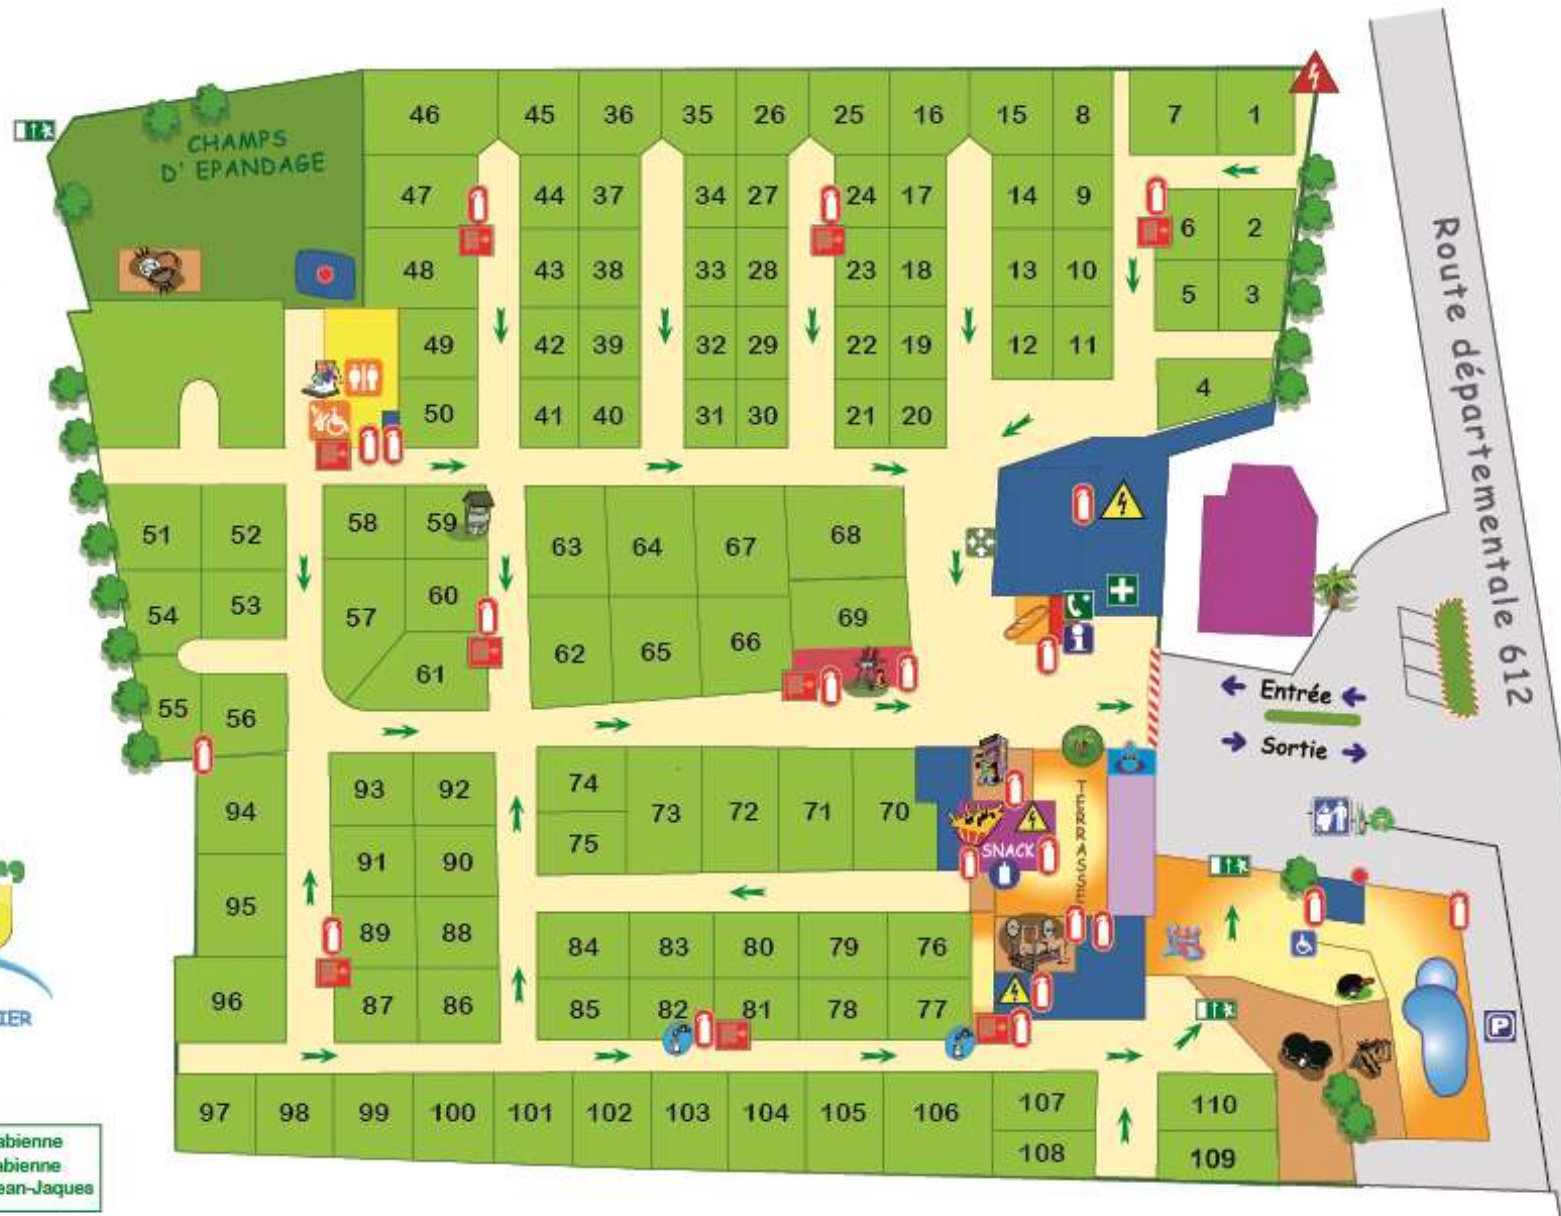 46 45 36 35 26 25 16 15 8 7 1
CHAMPS
D' EPANDAGE
47 44 37 34 27 24 17 14 9 6 2
48 43 38 33 28 23 18 13 10 5 3
49 42 39 32 29 22 19 12 11
4
50 41 40 31 30 21 20
Route départementale 612
51 52 58 59 63 64 67 68
54 53 57 60 62 65 66 69
61
55 56
Entrée
Sortie
i
93 92 74 73 72 71 70
94 75
TERRASSE
SNACK
91 90
95 89 88 84 83 80 79 76
96 87 86 85 82 81 78 77
P
97 98 99 100 101 102 103 104 105 106 107 110
108 109
IER
abienne
abienne
ean-Jaques